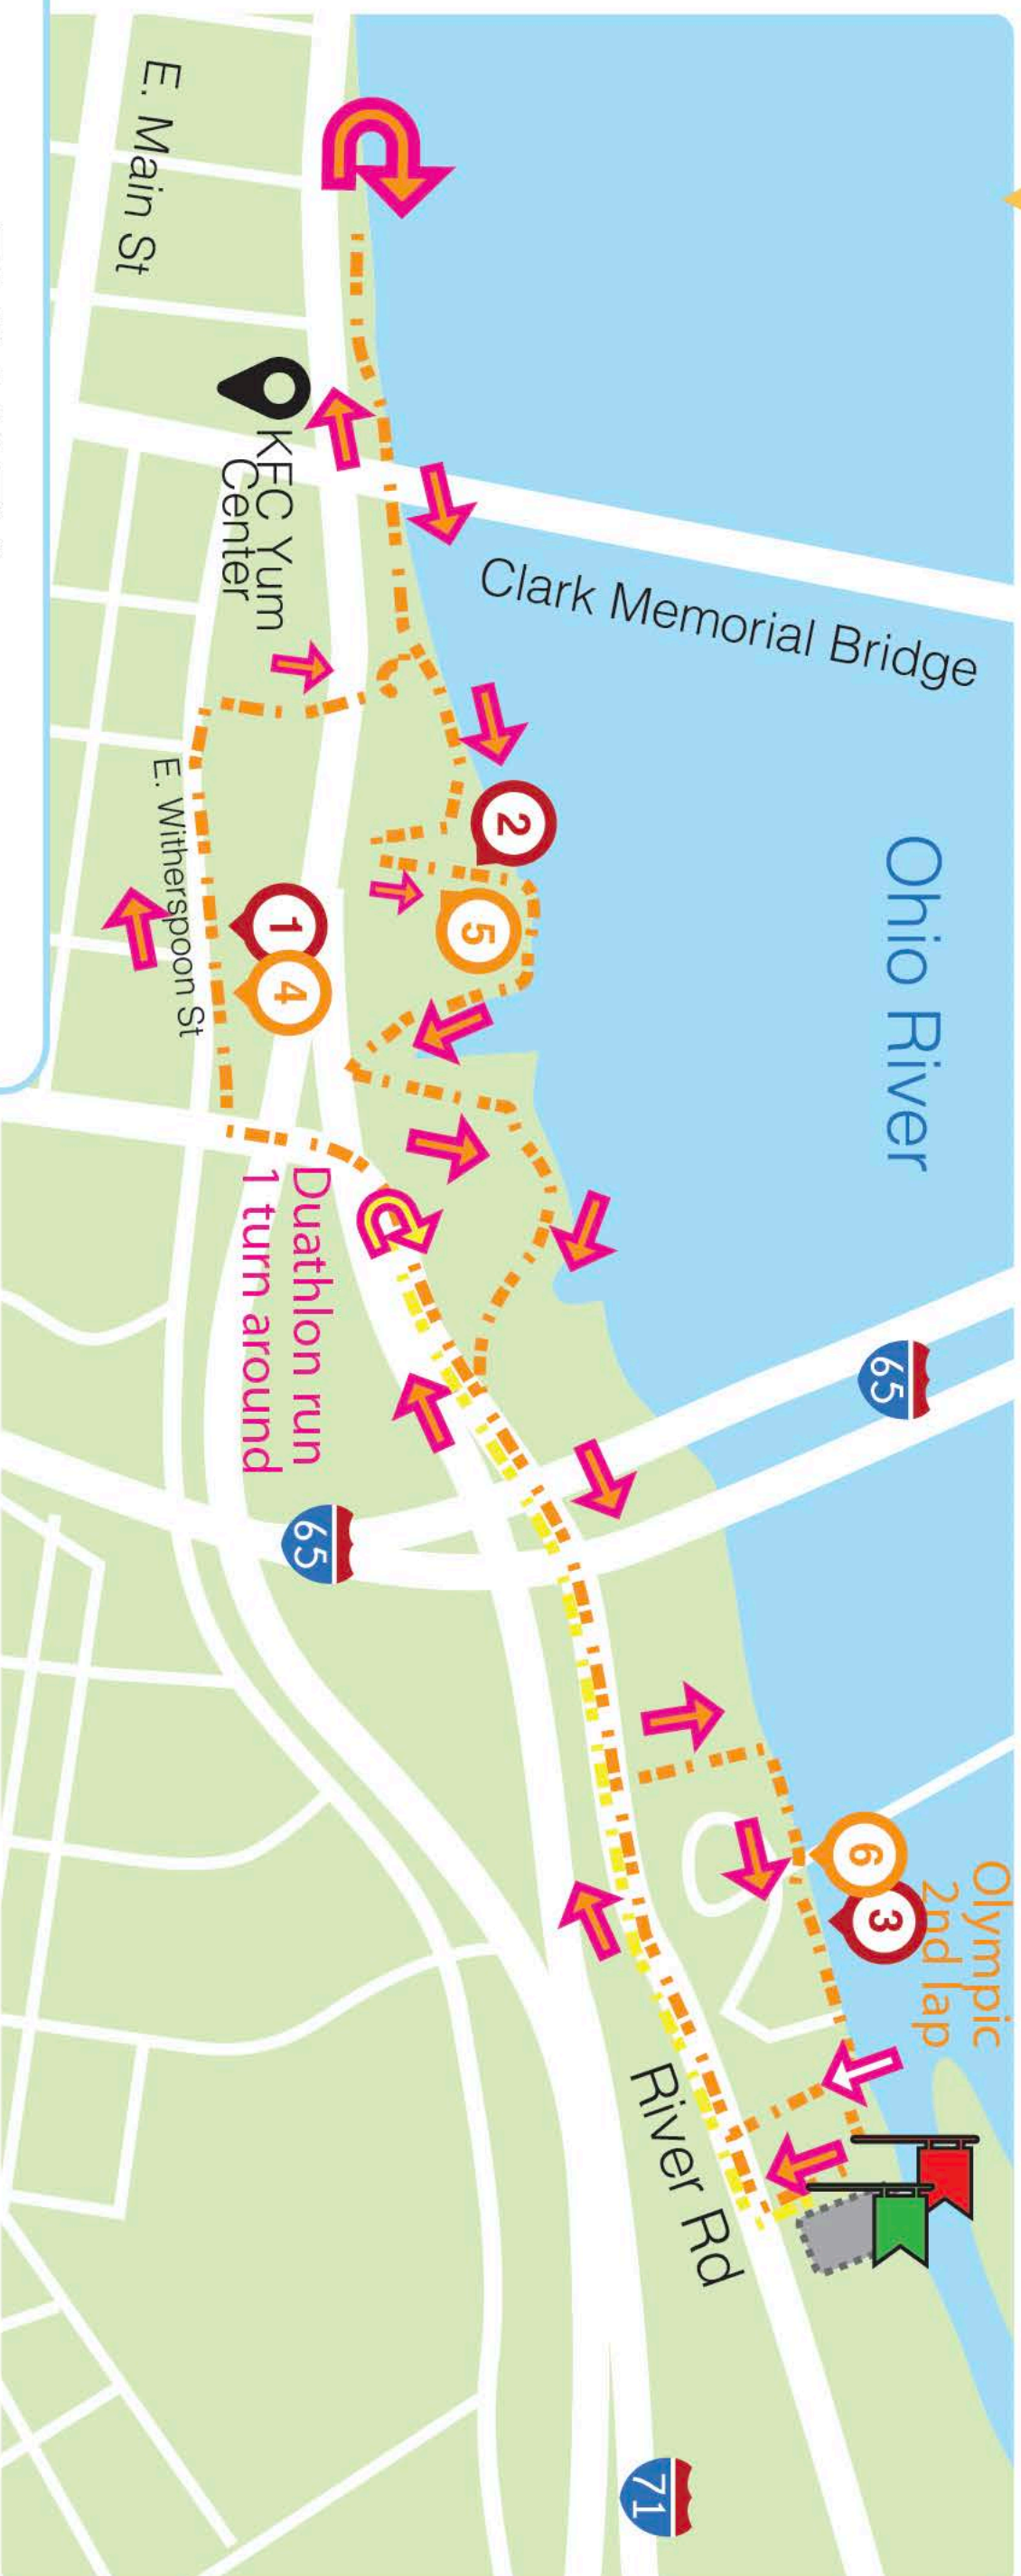 Ohio River
Olympic
2nd lap
6
3
65
Clark Memorial Bridge
2
5
River Rd
71
KFC Yum
Center
1
4
Duathlon run
1 turn around
65
E. Main St
E. Witherspoon St